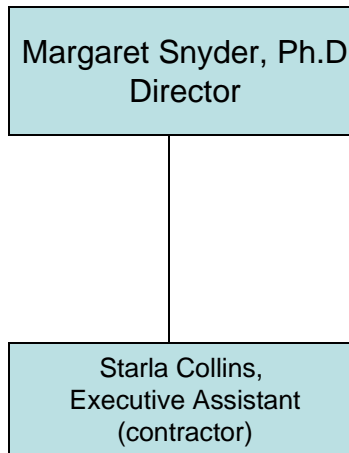 Margaret Snyder, Ph.D
Director
Starla Collins,
Executive Assistant
(contractor)